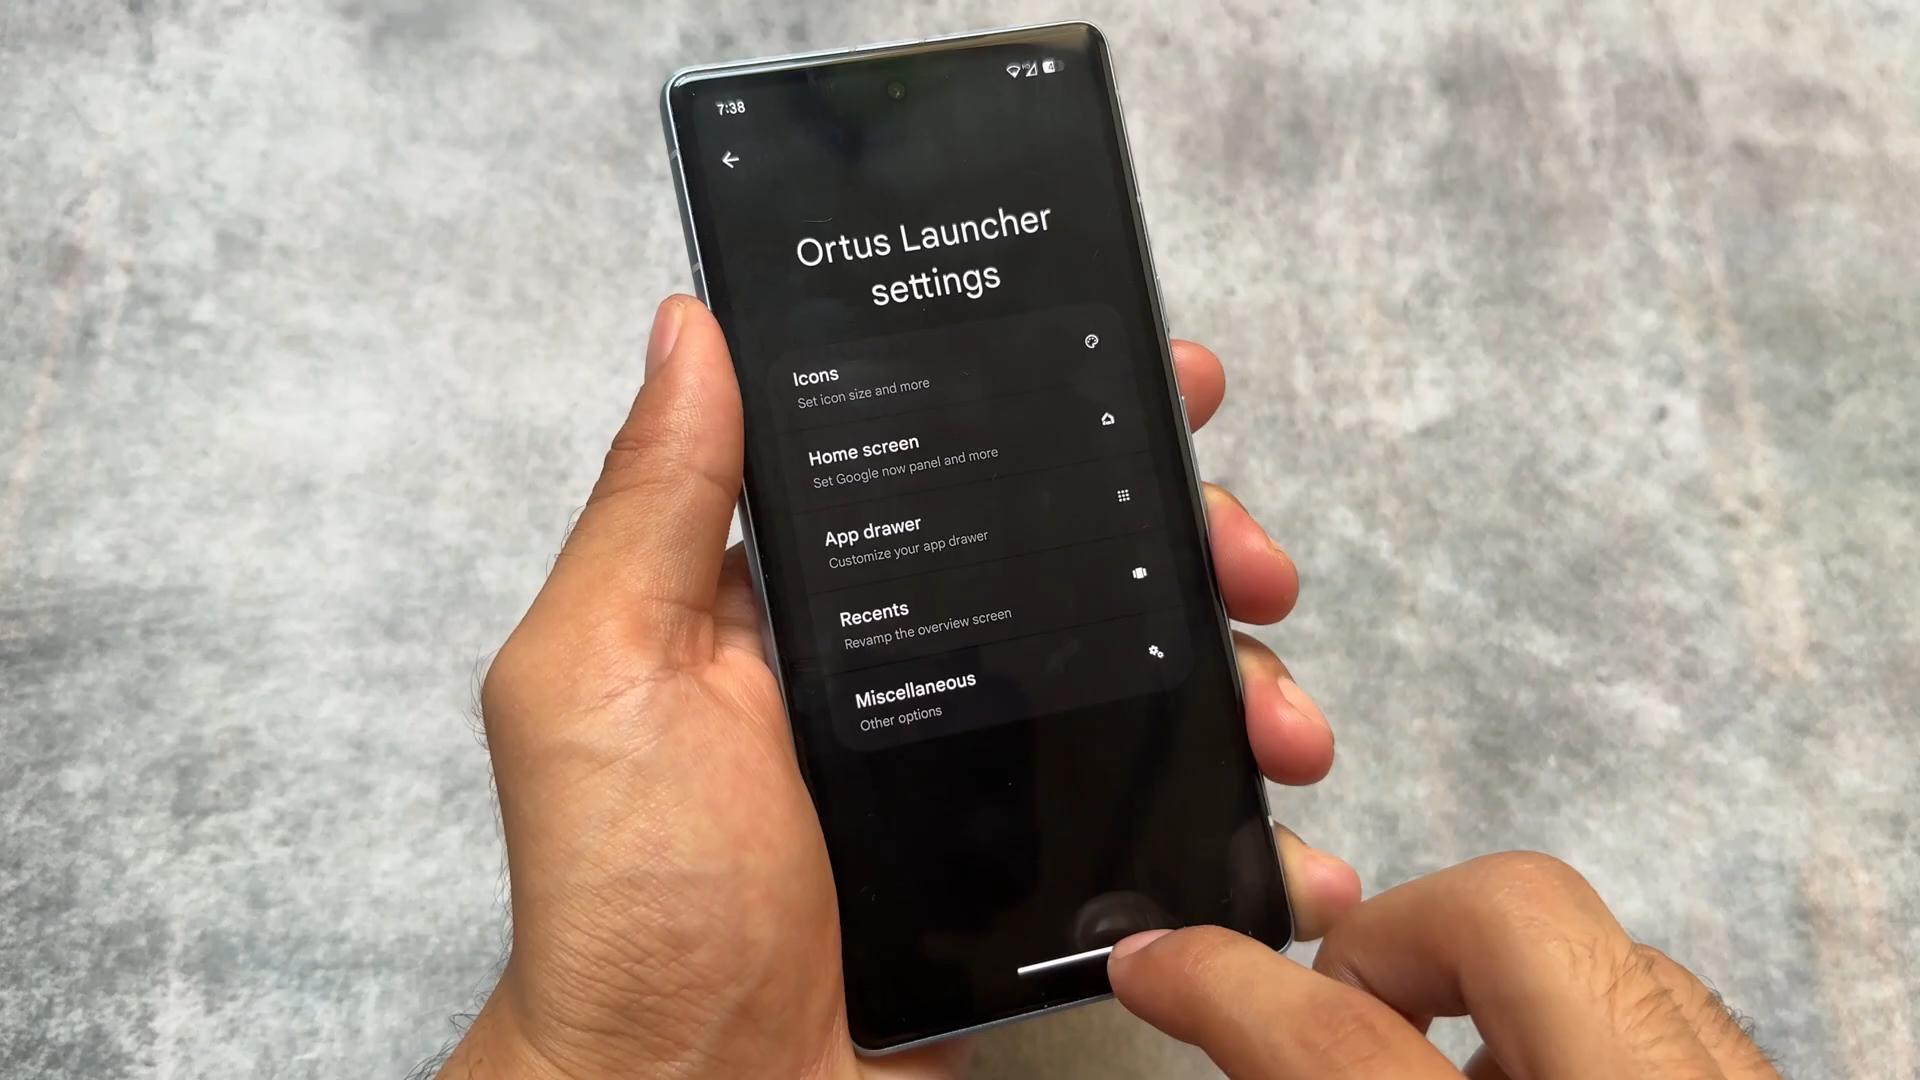 7:38
Ortus Launcher
settings
Icons
Set icon size and more
Home screen
Set Google now panel and more
App drawer
Customize your app drawer
Recents
Revamp the overview screen
Miscellaneous
Other options